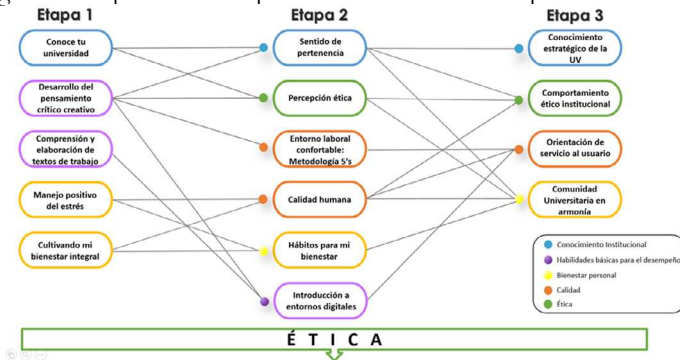 Etapa 1
Etapa 2
Etapa 3
Conoce tu
universidad
Desarrollo del
pensamiento
crítico creativo
Comprensión y
elaboración de
textos de trabajo
Manejo positivo
del estrés
Cultivando mi
bienestar integral
Sentido de
pertenencia
Percepción ética
Entorno laboral
confortable:
Metodología 5's
Calidad humana
Hábitos para mi
bienestar
Introducción a
entornos digitales
Conocimiento
estratégico de la
UV
Comportamiento
ético institucional
Orientación de
servicio al usuario
Comunidad
Universitaria en
armonía
Conocimiento Institucional
Habilidades básicas para el desempeño
Bienestar personal
Calidad
Ética
ÉTICA